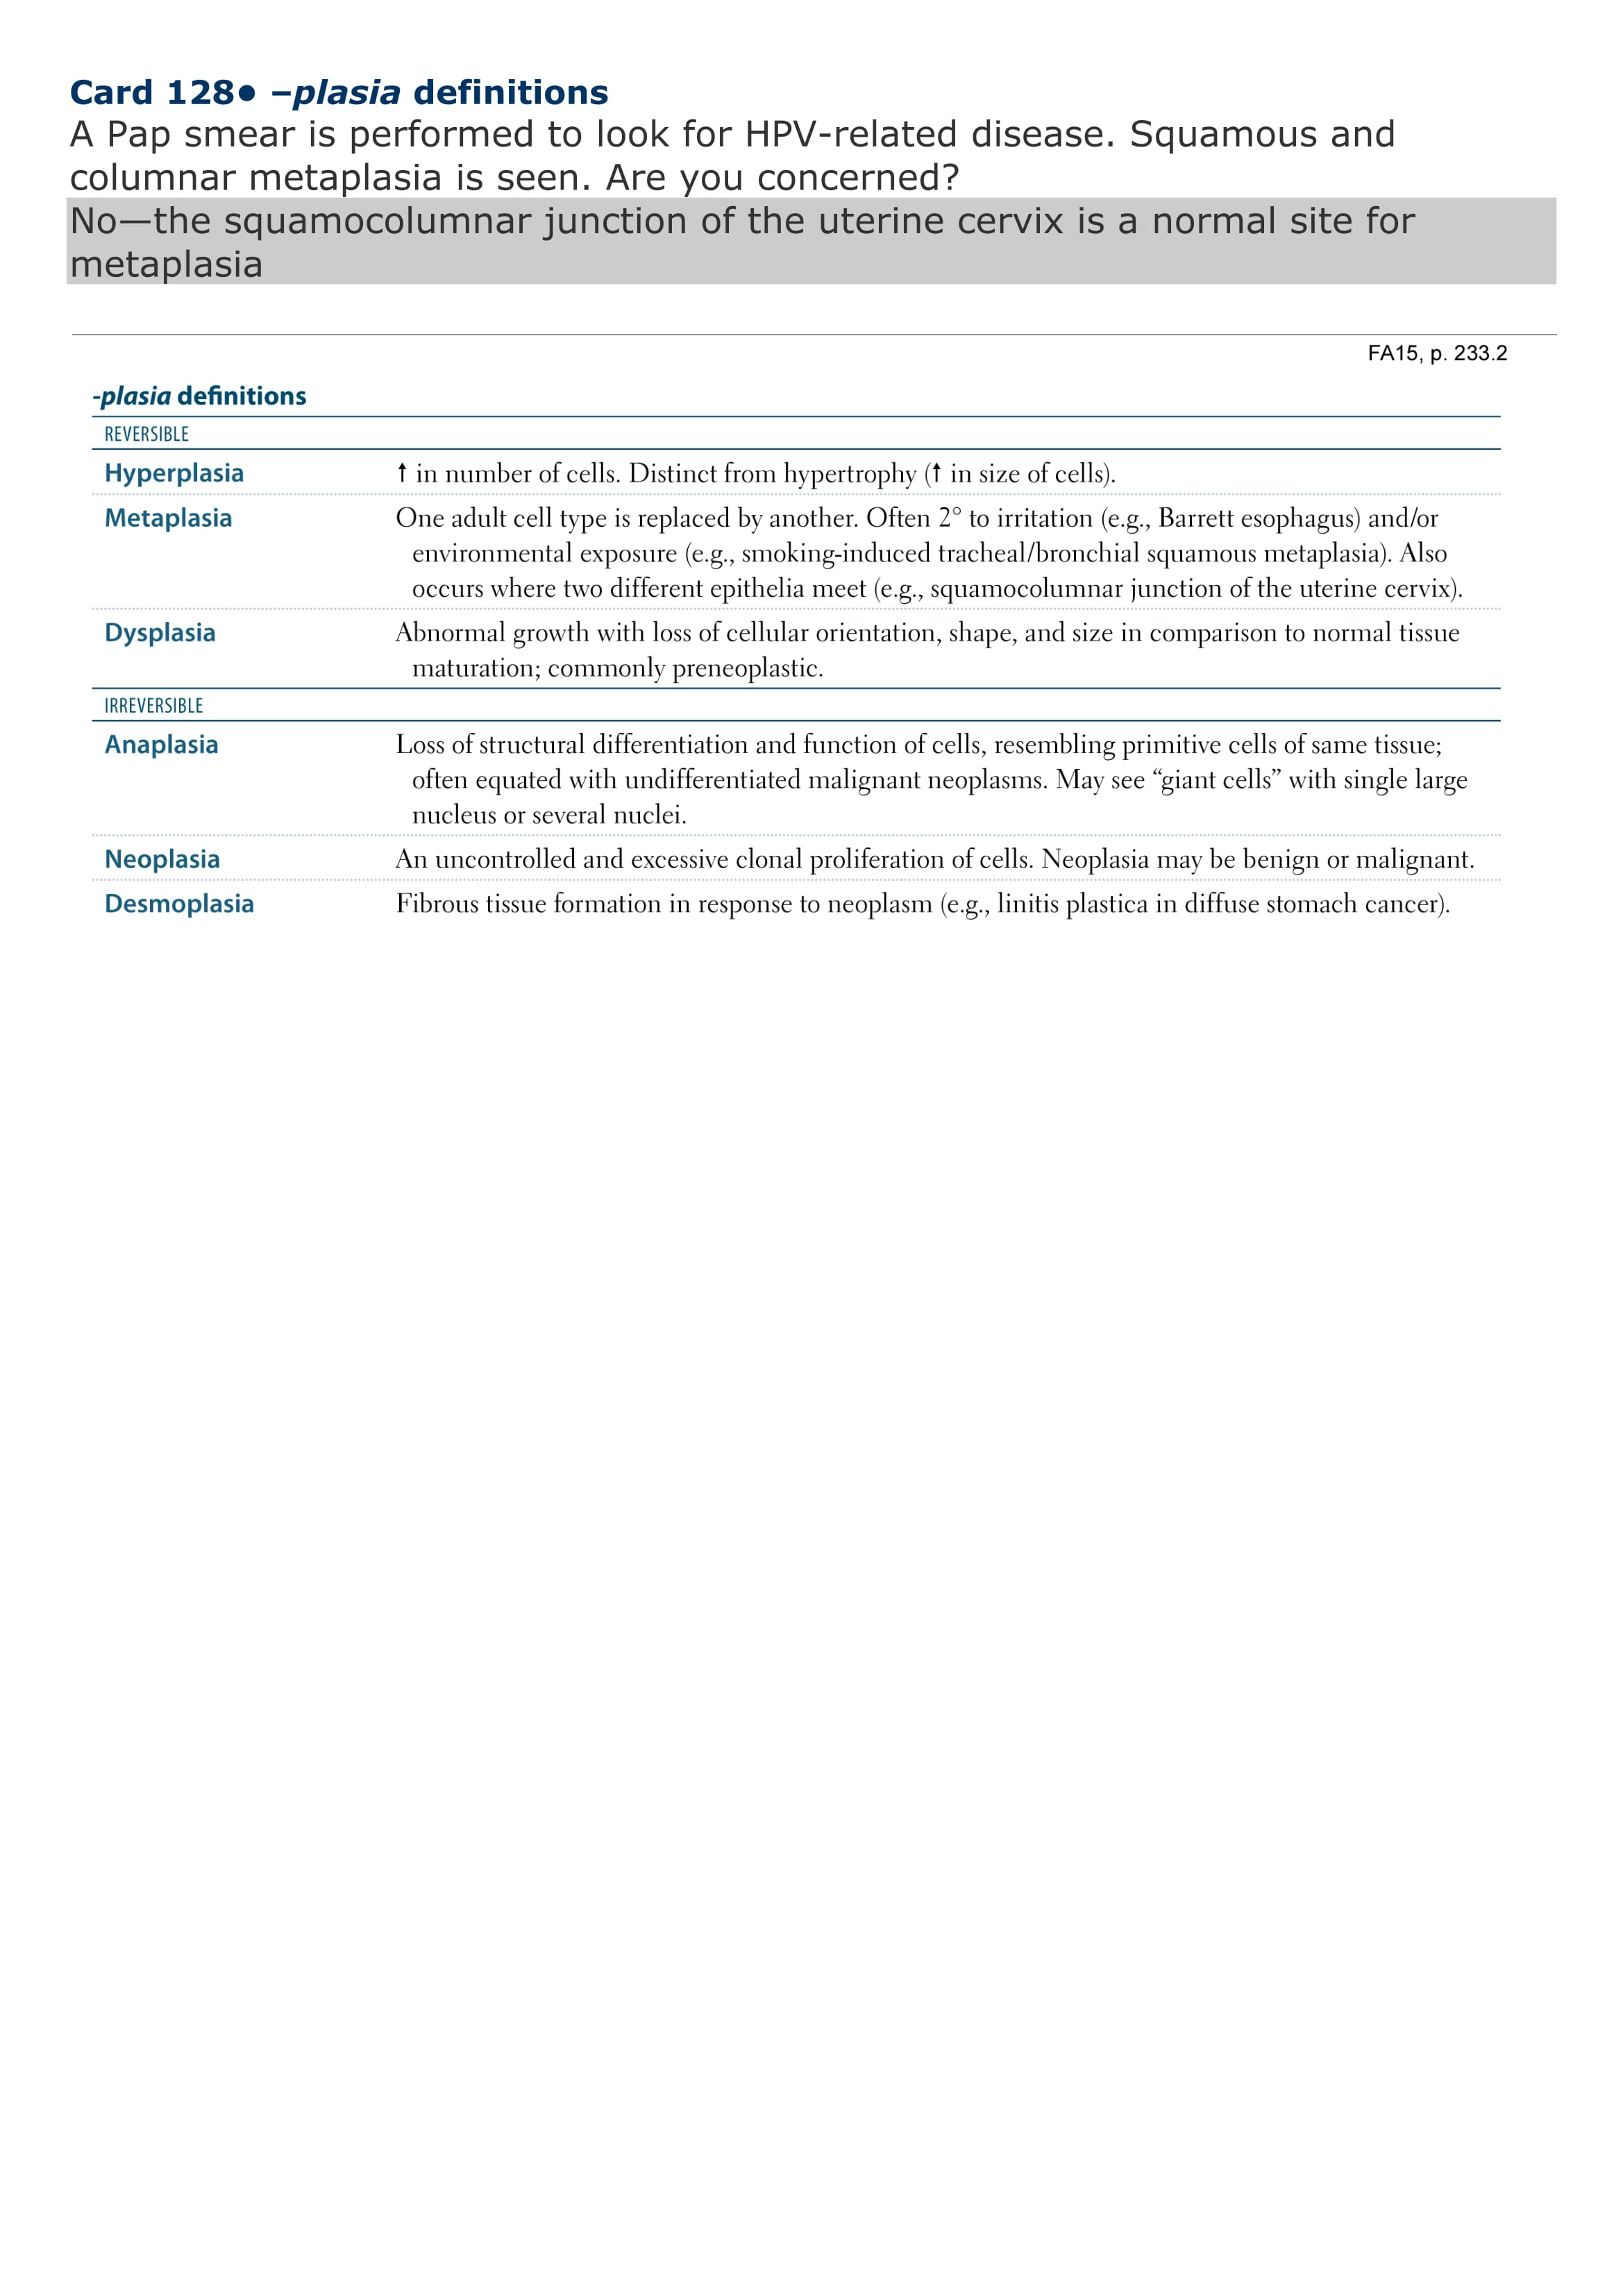 Card 128● –plasia definitions
A Pap smear is performed to look for HPV-related disease. Squamous and
columnar metaplasia is seen. Are you concerned?
No—the squamocolumnar junction of the uterine cervix is a normal site for
metaplasia
FA15, p. 233.2
-plasia definitions
REVERSIBLE
Hyperplasia ↑ in number of cells. Distinct from hypertrophy (↑ in size of cells).
Metaplasia One adult cell type is replaced by another. Often 2° to irritation (e.g., Barrett esophagus) and/or
environmental exposure (e.g., smoking-induced tracheal/bronchial squamous metaplasia). Also
occurs where two different epithelia meet (e.g., squamocolumnar junction of the uterine cervix).
Dysplasia Abnormal growth with loss of cellular orientation, shape, and size in comparison to normal tissue
maturation; commonly preneoplastic.
IRREVERSIBLE
Anaplasia Loss of structural differentiation and function of cells, resembling primitive cells of same tissue;
often equated with undifferentiated malignant neoplasms. May see “giant cells” with single large
nucleus or several nuclei.
Neoplasia An uncontrolled and excessive clonal proliferation of cells. Neoplasia may be benign or malignant.
Desmoplasia Fibrous tissue formation in response to neoplasm (e.g., linitis plastica in diffuse stomach cancer).